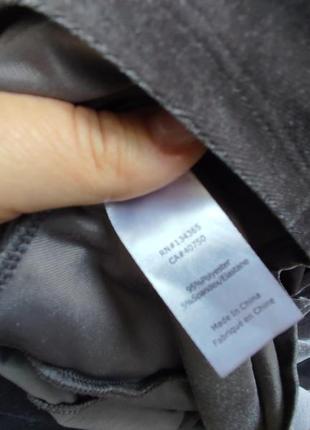 RN#134365
CA#40750
95%Polyester
5%Spandex/Elastane
Made In China
Fabriqué en Chine